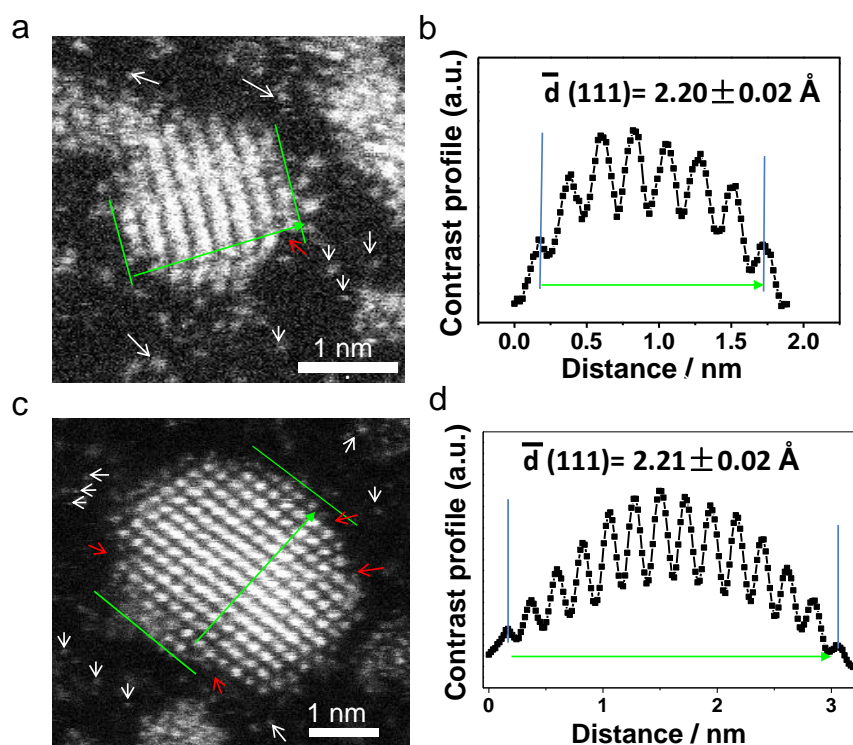 a
1 nm
b
d̅ (111)= 2.20±0.02 Å
Contrast profile (a.u.)
0.0 0.5 1.0 1.5 2.0
Distance / nm
c
1 nm
d
d̅ (111)= 2.21±0.02 Å
Contrast profile (a.u.)
0 1 2 3
Distance / nm